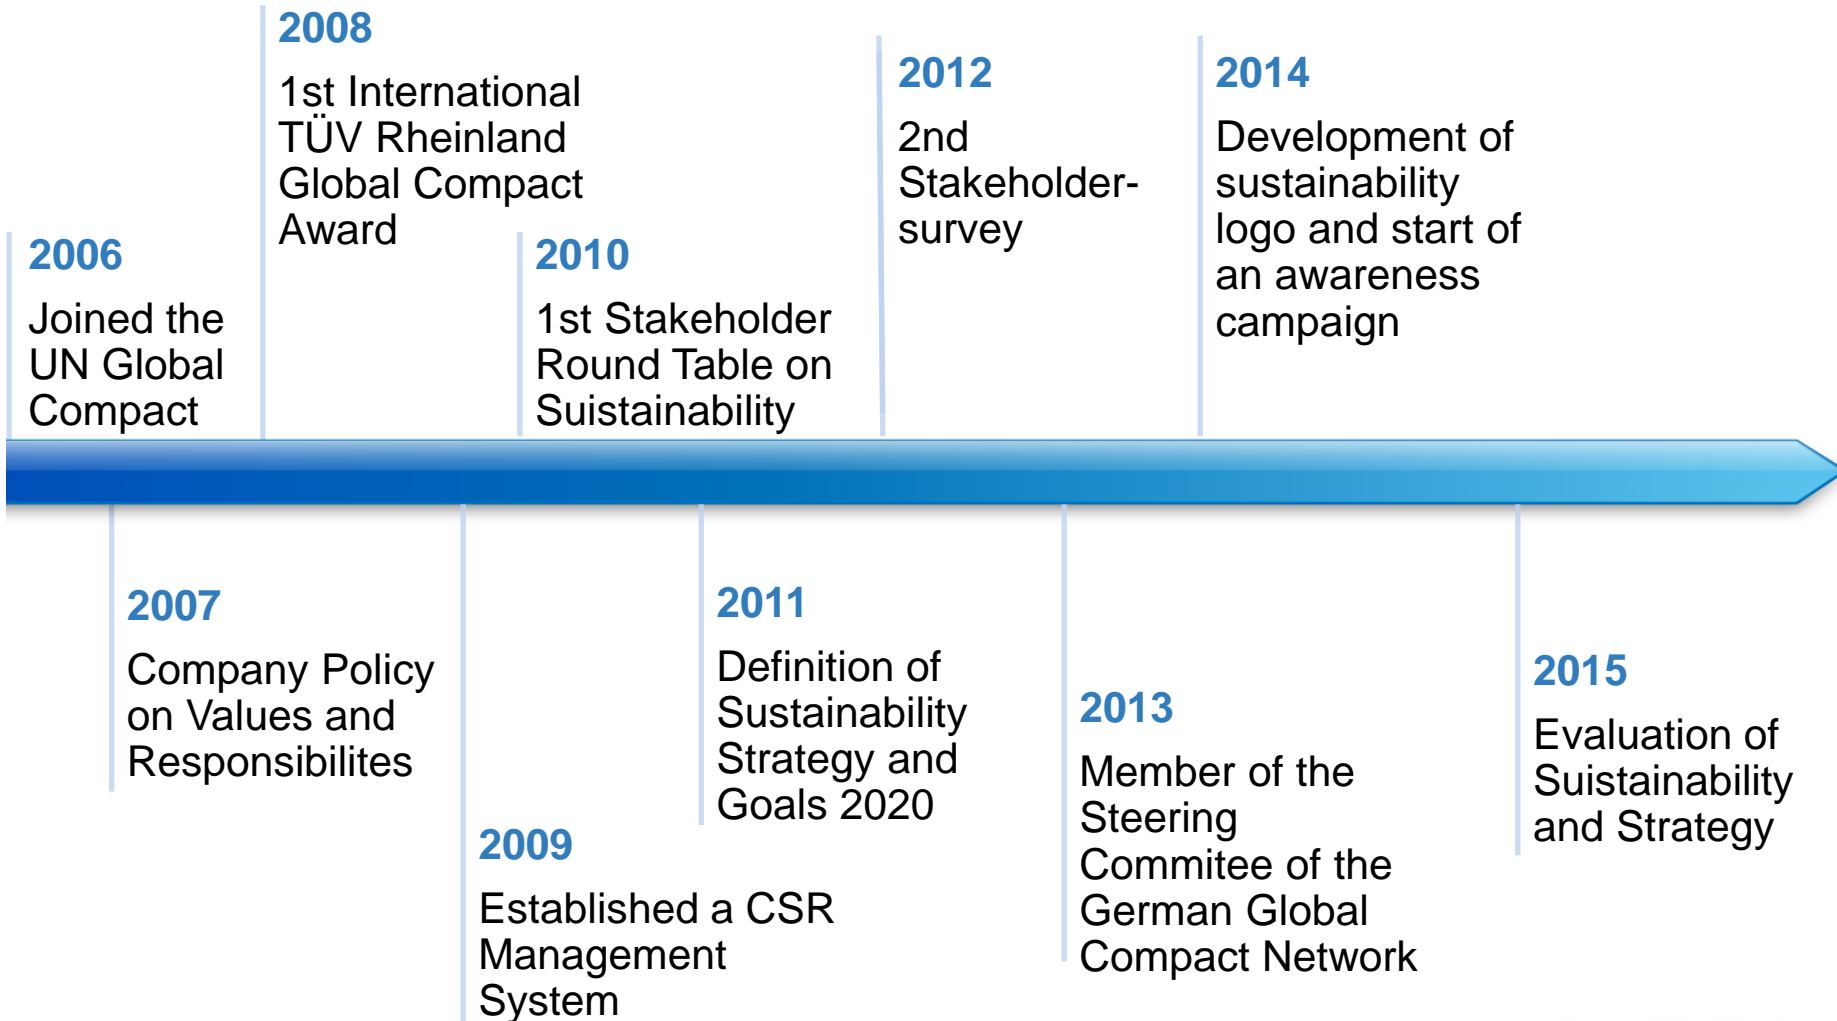 2008
1st International
TÜV Rheinland
Global Compact
Award
2012
2nd
Stakeholder-
survey
2014
Development of
sustainability
logo and start of
an awareness
campaign
2006
Joined the
UN Global
Compact
2010
1st Stakeholder
Round Table on
Suistainability
2007
Company Policy
on Values and
Responsibilites
2009
Established a CSR
Management
System
2011
Definition of
Sustainability
Strategy and
Goals 2020
2013
Member of the
Steering
Commitee of the
German Global
Compact Network
2015
Evaluation of
Suistainability
and Strategy